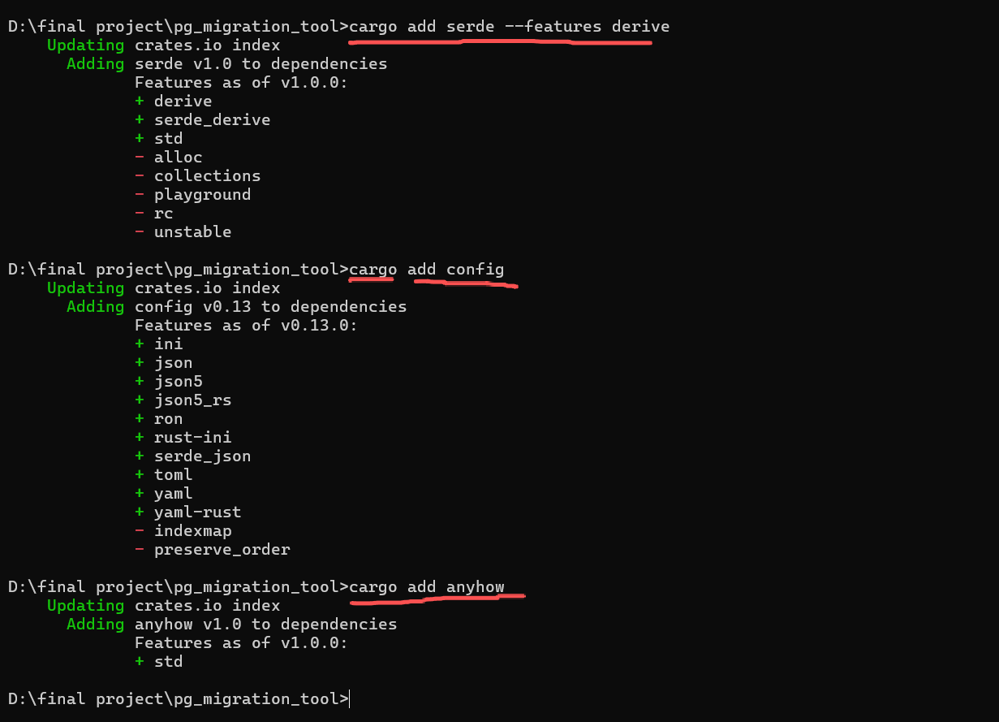 D:\final project\pg_migration_tool>cargo add serde --features derive
Updating crates.io index
Adding serde v1.0 to dependencies
Features as of v1.0.0:
+ derive
+ serde_derive
+ std
- alloc
- collections
- playground
- rc
- unstable
D:\final project\pg_migration_tool>cargo add config
Updating crates.io index
Adding config v0.13 to dependencies
Features as of v0.13.0:
+ ini
+ json
+ json5
+ json5_rs
+ ron
+ rust-ini
+ serde_json
+ toml
+ yaml
+ yaml-rust
- indexmap
- preserve_order
D:\final project\pg_migration_tool>cargo add anyhow
Updating crates.io index
Adding anyhow v1.0 to dependencies
Features as of v1.0.0:
+ std
D:\final project\pg_migration_tool>